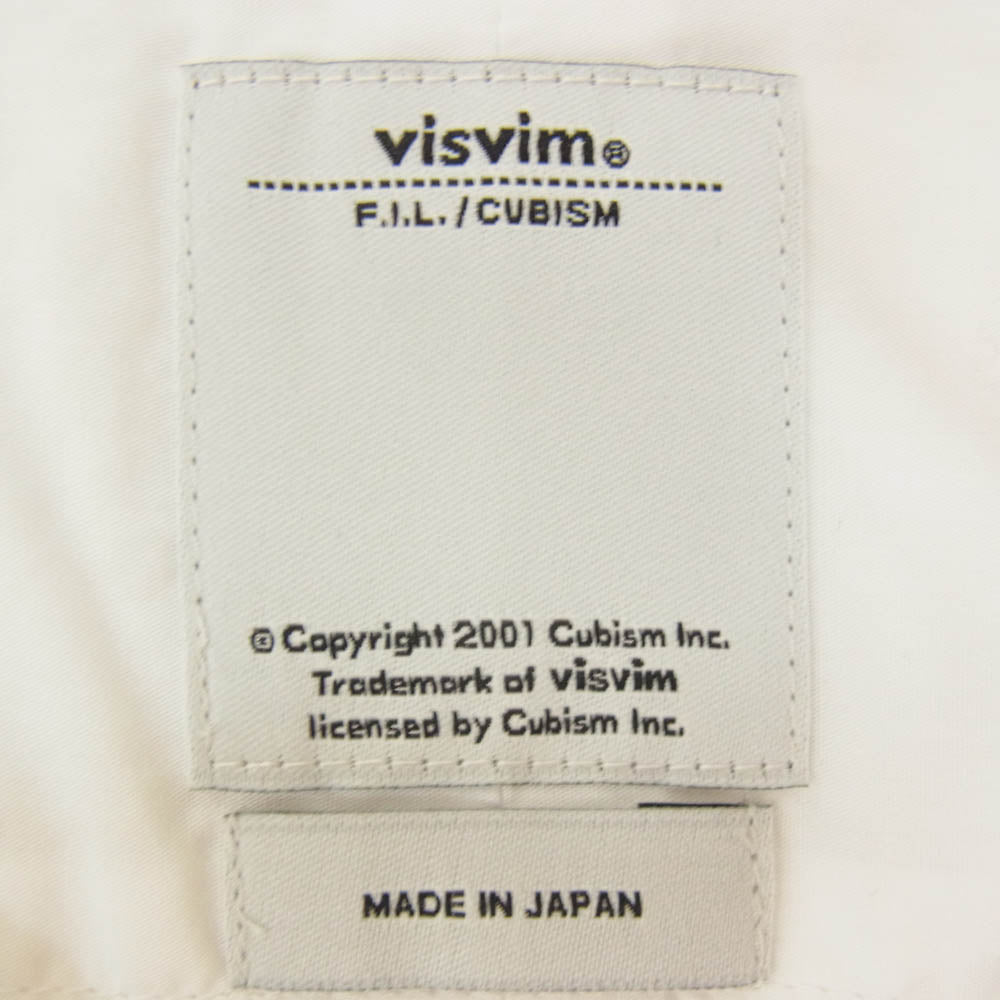 visvim®
F.I.L./CUBISM
© Copyright 2001 Cubism Inc.
Trademark of visvim
licensed by Cubism Inc.
MADE IN JAPAN